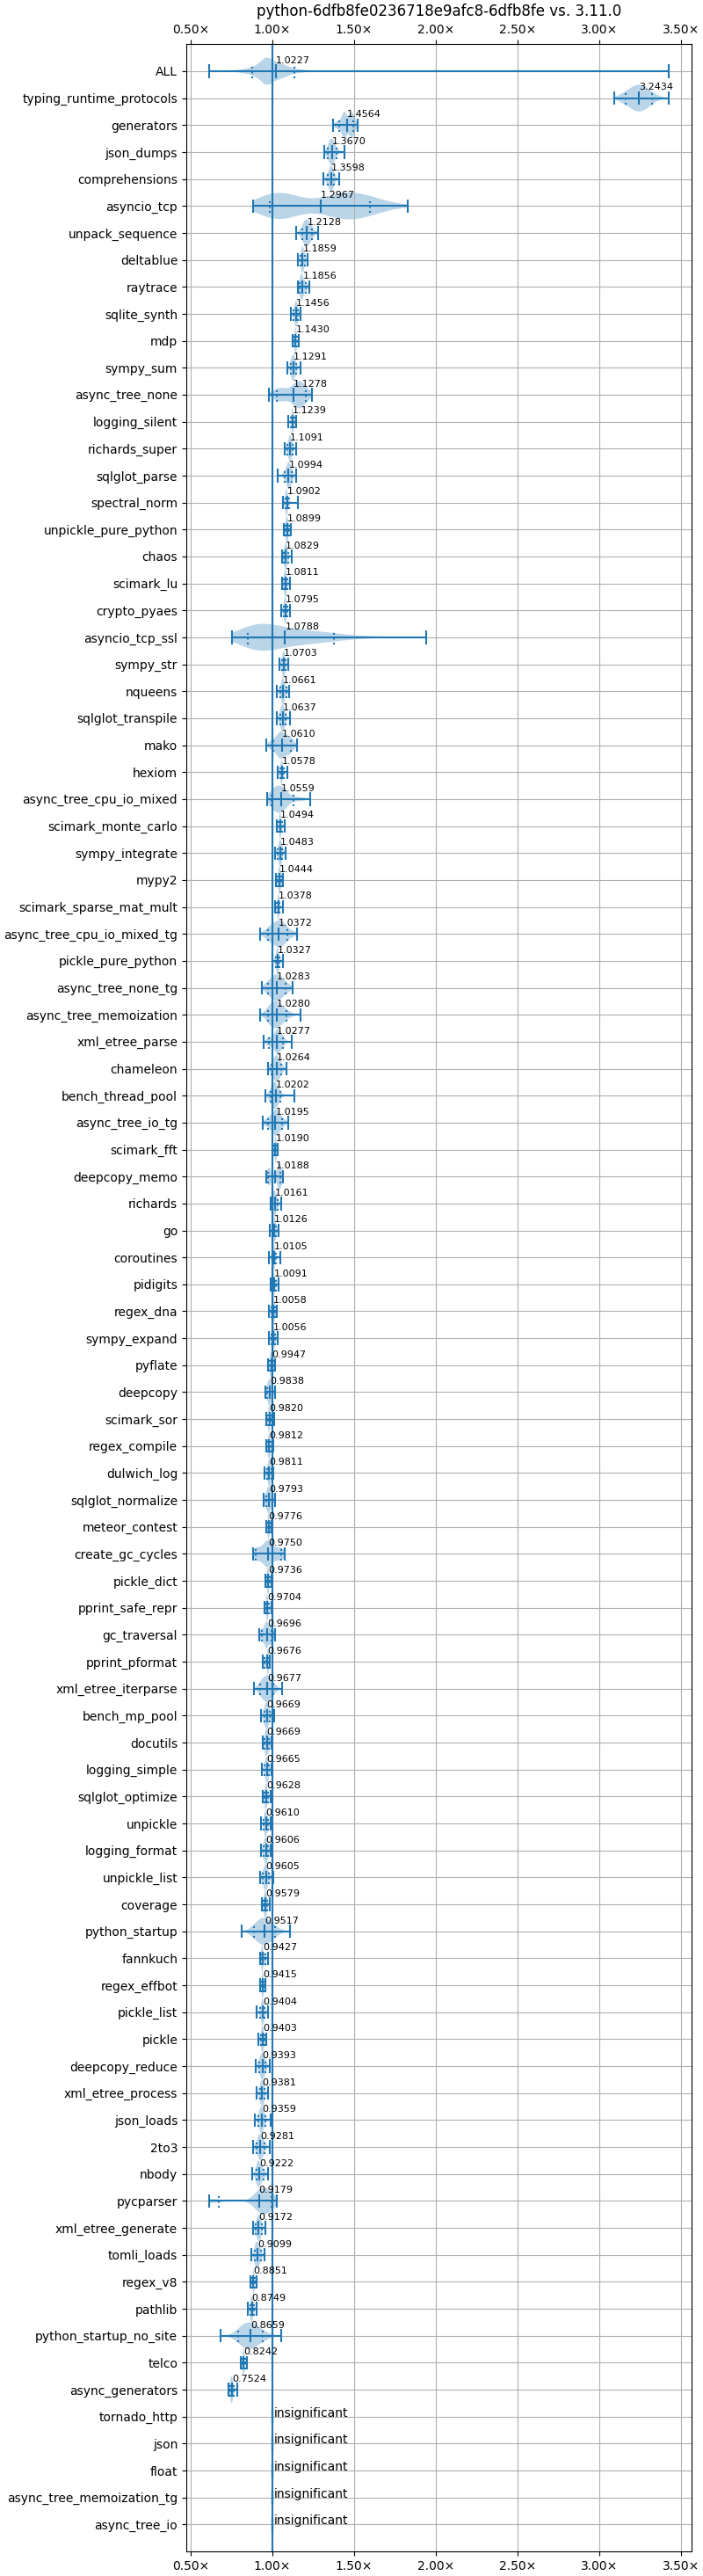 python-6dfb8fe0236718e9afc8-6dfb8fe vs. 3.11.0
0.50× 1.00× 1.50× 2.00× 2.50× 3.00× 3.50×
ALL 1.0227
typing_runtime_protocols 3.2434
generators 1.4564
json_dumps 1.3670
comprehensions 1.3598
asyncio_tcp 1.2967
unpack_sequence 1.2128
deltablue 1.1859
raytrace 1.1856
sqlite_synth 1.1456
mdp 1.1430
sympy_sum 1.1291
async_tree_none 1.1278
logging_silent 1.1239
richards_super 1.1091
sqlglot_parse 1.0994
spectral_norm 1.0902
unpickle_pure_python 1.0899
chaos 1.0829
scimark_lu 1.0811
crypto_pyaes 1.0795
asyncio_tcp_ssl 1.0788
sympy_str 1.0703
nqueens 1.0661
sqlglot_transpile 1.0637
mako 1.0610
hexiom 1.0578
async_tree_cpu_io_mixed 1.0559
scimark_monte_carlo 1.0494
sympy_integrate 1.0483
mypy2 1.0444
scimark_sparse_mat_mult 1.0378
async_tree_cpu_io_mixed_tg 1.0372
pickle_pure_python 1.0327
async_tree_none_tg 1.0283
async_tree_memoization 1.0280
xml_etree_parse 1.0277
chameleon 1.0264
bench_thread_pool 1.0202
async_tree_io_tg 1.0195
scimark_fft 1.0190
deepcopy_memo 1.0188
richards 1.0161
go 1.0126
coroutines 1.0105
pidigits 1.0091
regex_dna 1.0058
sympy_expand 1.0056
pyflate 0.9947
deepcopy 0.9838
scimark_sor 0.9820
regex_compile 0.9812
dulwich_log 0.9811
sqlglot_normalize 0.9793
meteor_contest 0.9776
create_gc_cycles 0.9750
pickle_dict 0.9736
pprint_safe_repr 0.9704
gc_traversal 0.9696
pprint_pformat 0.9676
xml_etree_iterparse 0.9677
bench_mp_pool 0.9669
docutils 0.9669
logging_simple 0.9665
sqlglot_optimize 0.9628
unpickle 0.9610
logging_format 0.9606
unpickle_list 0.9605
coverage 0.9579
python_startup 0.9517
fannkuch 0.9427
regex_effbot 0.9415
pickle_list 0.9404
pickle 0.9403
deepcopy_reduce 0.9393
xml_etree_process 0.9381
json_loads 0.9359
2to3 0.9281
nbody 0.9222
pycparser 0.9179
xml_etree_generate 0.9172
tomli_loads 0.9099
regex_v8 0.8851
pathlib 0.8749
python_startup_no_site 0.8659
telco 0.8242
async_generators 0.7524
tornado_http insignificant
json insignificant
float insignificant
async_tree_memoization_tg insignificant
async_tree_io insignificant
0.50× 1.00× 1.50× 2.00× 2.50× 3.00× 3.50×